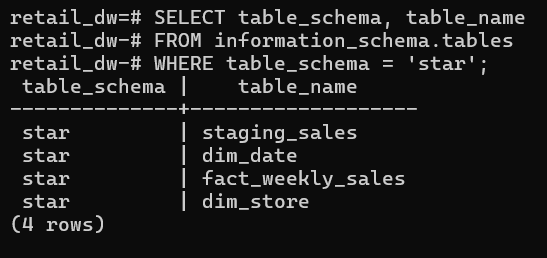 retail_dw=# SELECT table_schema, table_name
retail_dw-# FROM information_schema.tables
retail_dw-# WHERE table_schema = 'star';
 table_schema |    table_name
--------------+-------------------
 star         | staging_sales
 star         | dim_date
 star         | fact_weekly_sales
 star         | dim_store
(4 rows)